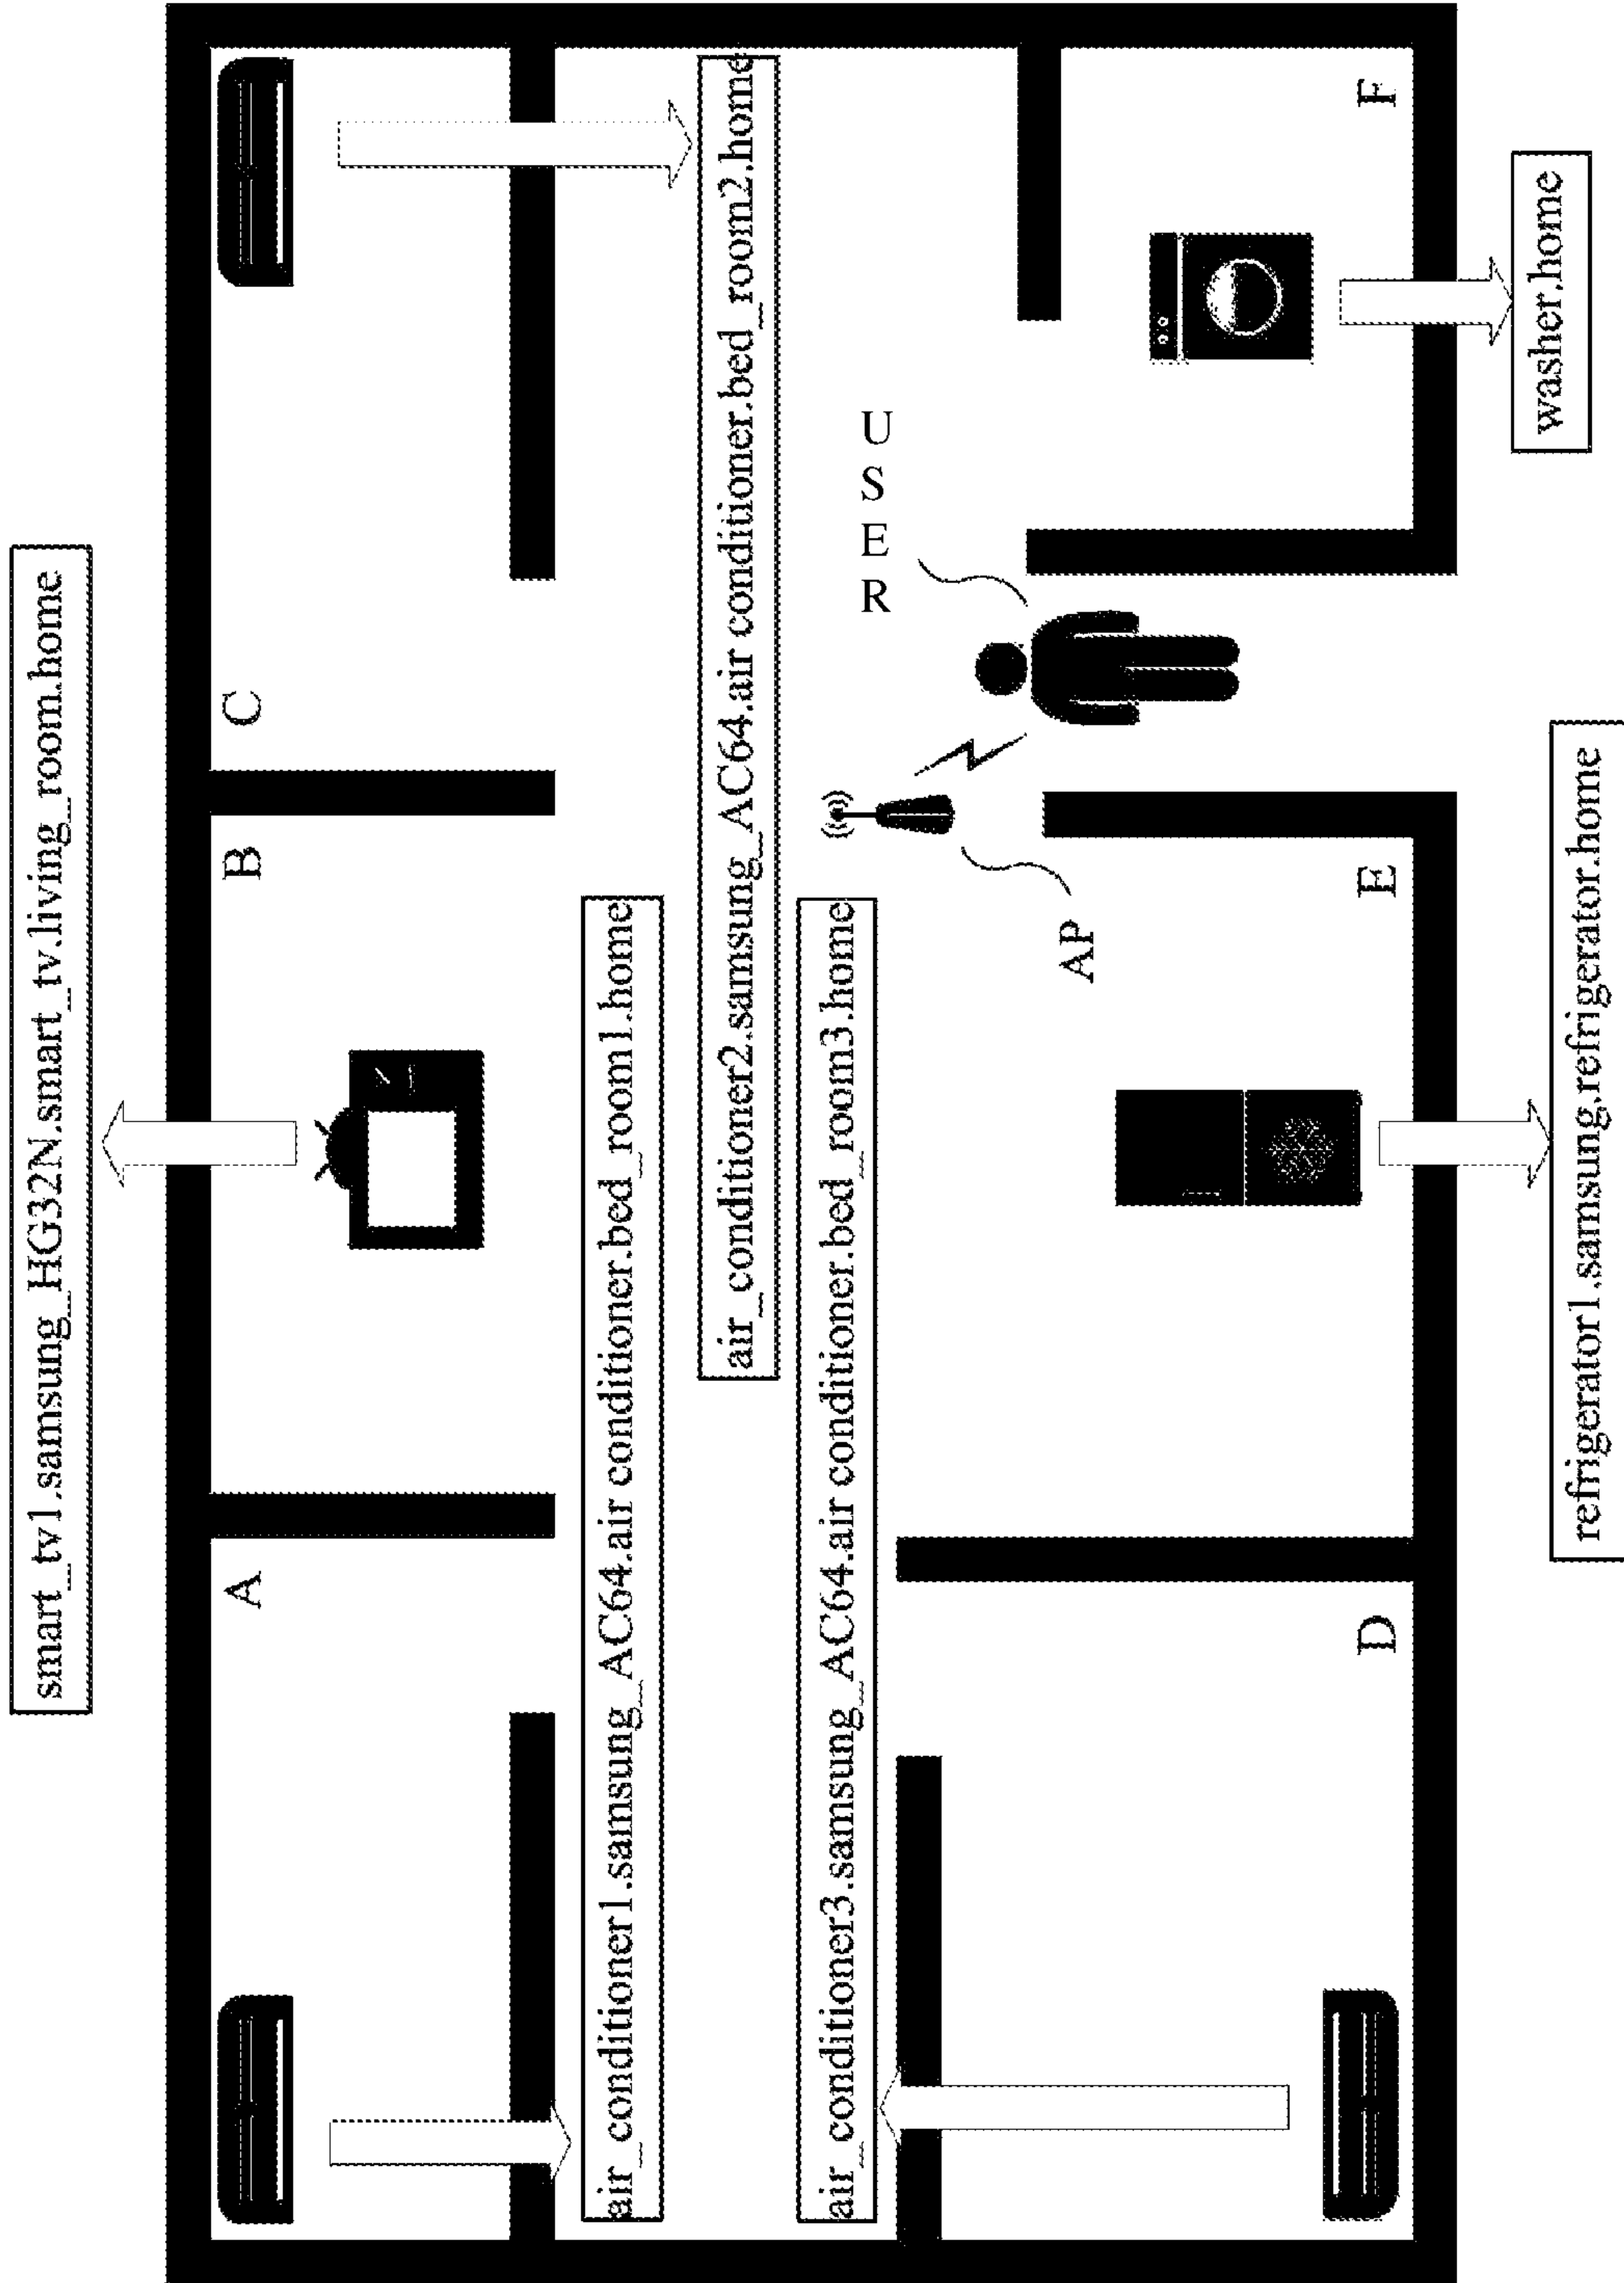 smart_tv1.samsung_HG32N.smart_tv.living_room.home
A
B
C
air_conditioner1.samsung_AC64.air conditioner.bed_room1.home
air_conditioner2.samsung_AC64.air conditioner.bed_room2.home
air_conditioner3.samsung_AC64.air conditioner.bed_room3.home
USER
AP
D
E
F
washer.home
refrigerator1.samsung.refrigerator.home